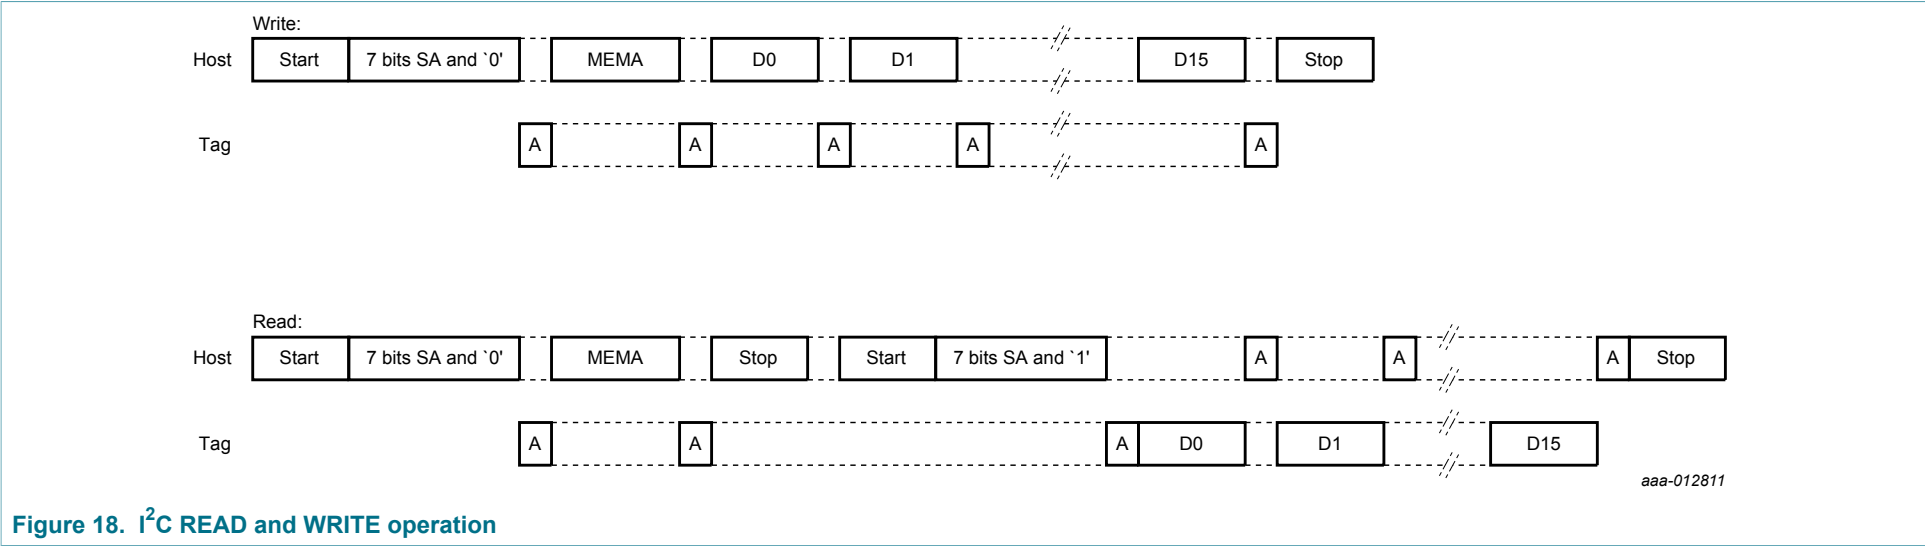 Write:
Host Start 7 bits SA and `0' MEMA D0 D1 D15 Stop
Tag A A A A A
Read:
Host Start 7 bits SA and `0' MEMA Stop Start 7 bits SA and `1' A A A Stop
Tag A A A D0 D1 D15
aaa-012811
Figure 18. I2C READ and WRITE operation